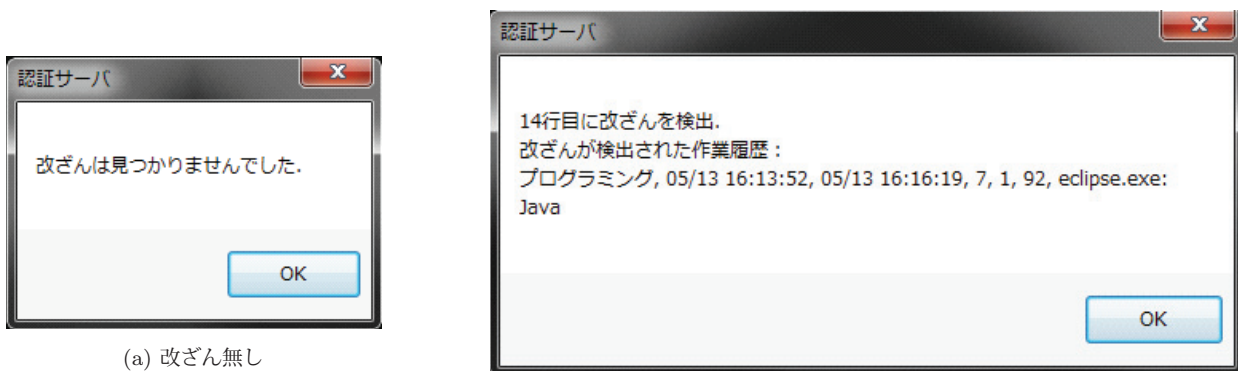 認証サーバ
改ざんは見つかりませんでした.
OK
(a) 改ざん無し
認証サーバ
14行目に改ざんを検出.
改ざんが検出された作業履歴：
プログラミング, 05/13 16:13:52, 05/13 16:16:19, 7, 1, 92, eclipse.exe:
Java
OK